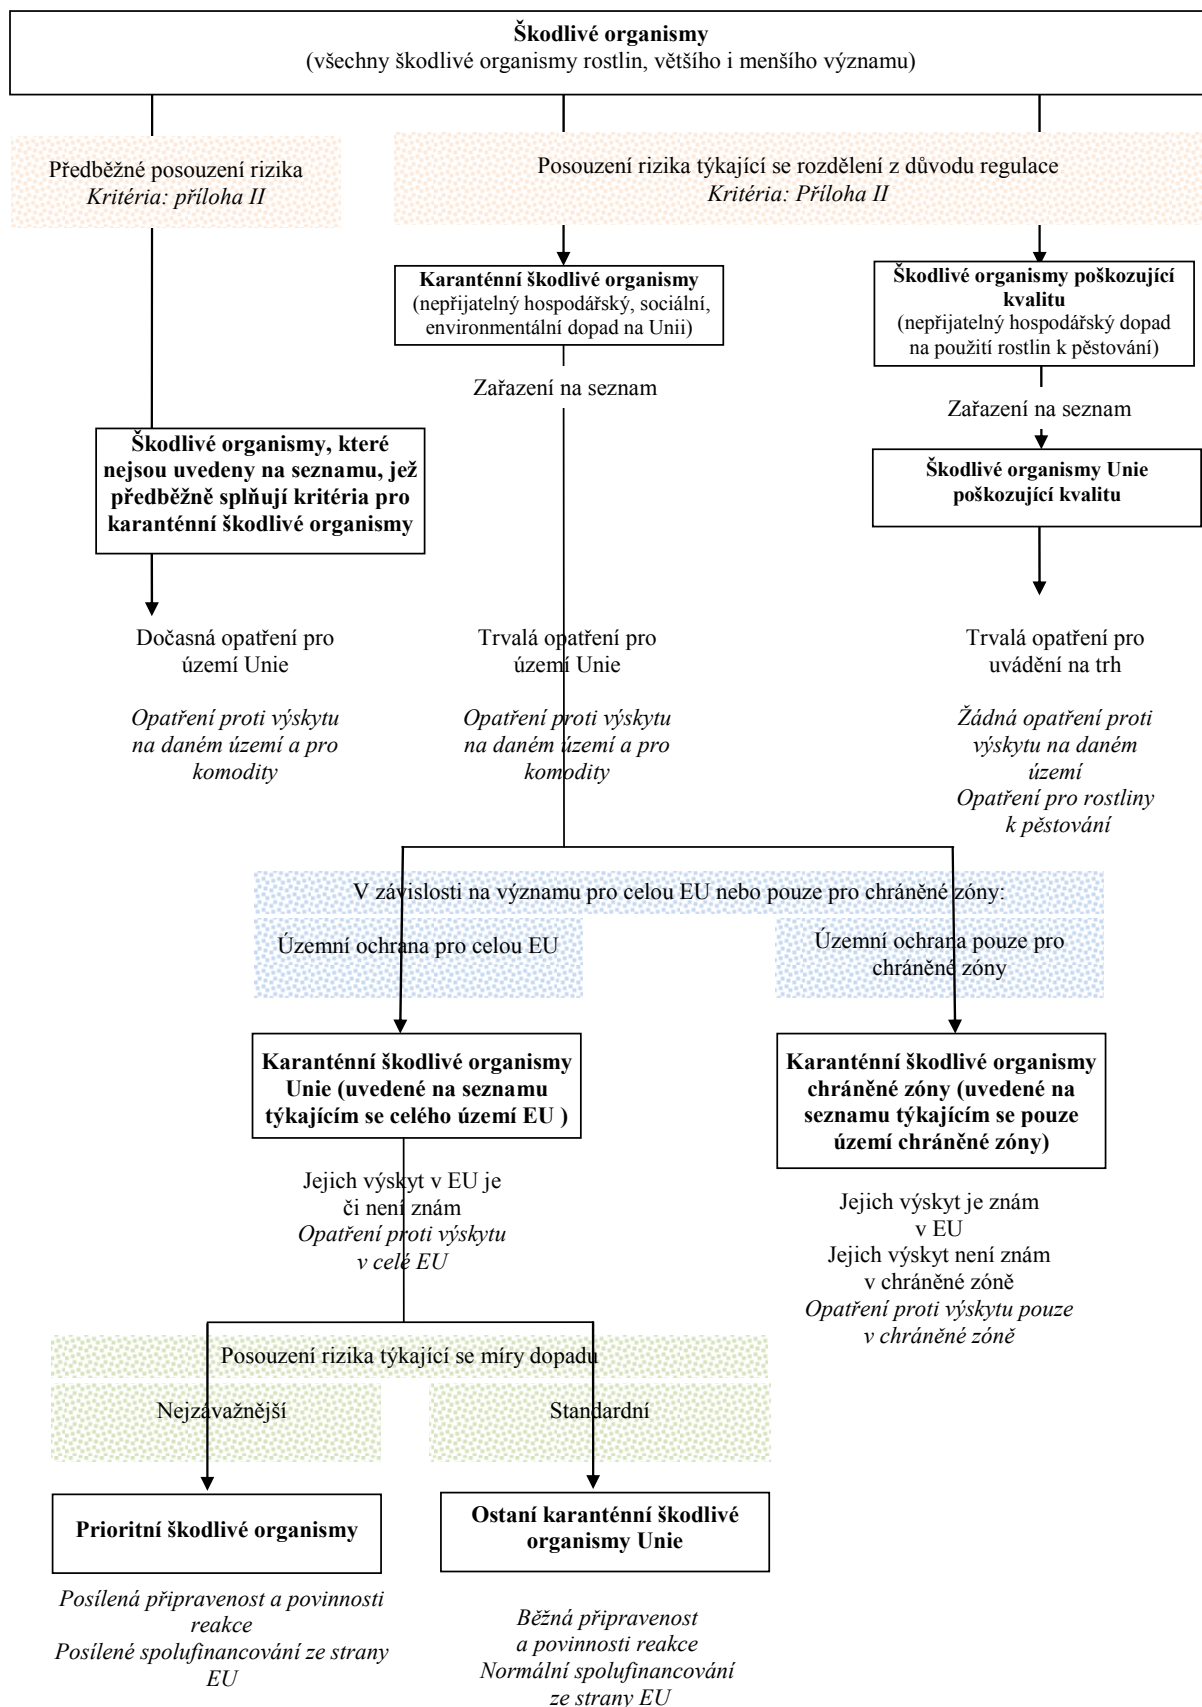 Škodlivé organismy
(všechny škodlivé organismy rostlin, většího i menšího významu)
Předběžné posouzení rizika
Kritéria: příloha II
Posouzení rizika týkající se rozdělení z důvodu regulace
Kritéria: Příloha II
Karanténní škodlivé organismy
(nepřijatelný hospodářský, sociální,
environmentální dopad na Unii)
Škodlivé organismy poškozující
kvalitu
(nepřijatelný hospodářský dopad
na použití rostlin k pěstování)
Zařazení na seznam
Zařazení na seznam
Škodlivé organismy, které
nejsou uvedeny na seznamu, jež
předběžně splňují kritéria pro
karanténní škodlivé organismy
Škodlivé organismy Unie
poškozující kvalitu
Dočasná opatření pro
území Unie
Opatření proti výskytu
na daném území a pro
komodity
Trvalá opatření pro
území Unie
Opatření proti výskytu
na daném území a pro
komodity
Trvalá opatření pro
uvádění na trh
Žádná opatření proti
výskytu na daném
území
Opatření pro rostliny
k pěstování
V závislosti na významu pro celou EU nebo pouze pro chráněné zóny:
Územní ochrana pro celou EU
Územní ochrana pouze pro
chráněné zóny
Karanténní škodlivé organismy
Unie (uvedené na seznamu
týkajícím se celého území EU )
Karanténní škodlivé organismy
chráněné zóny (uvedené na
seznamu týkajícím se pouze
území chráněné zóny)
Jejich výskyt v EU je
či není znám
Opatření proti výskytu
v celé EU
Jejich výskyt je znám
v EU
Jejich výskyt není znám
v chráněné zóně
Opatření proti výskytu pouze
v chráněné zóně
Posouzení rizika týkající se míry dopadu
Nejzávažnější
Standardní
Prioritní škodlivé organismy
Ostaní karanténní škodlivé
organismy Unie
Posílená připravenost a povinnosti
reakce
Posílené spolufinancování ze strany
EU
Běžná připravenost
a povinnosti reakce
Normální spolufinancování
ze strany EU